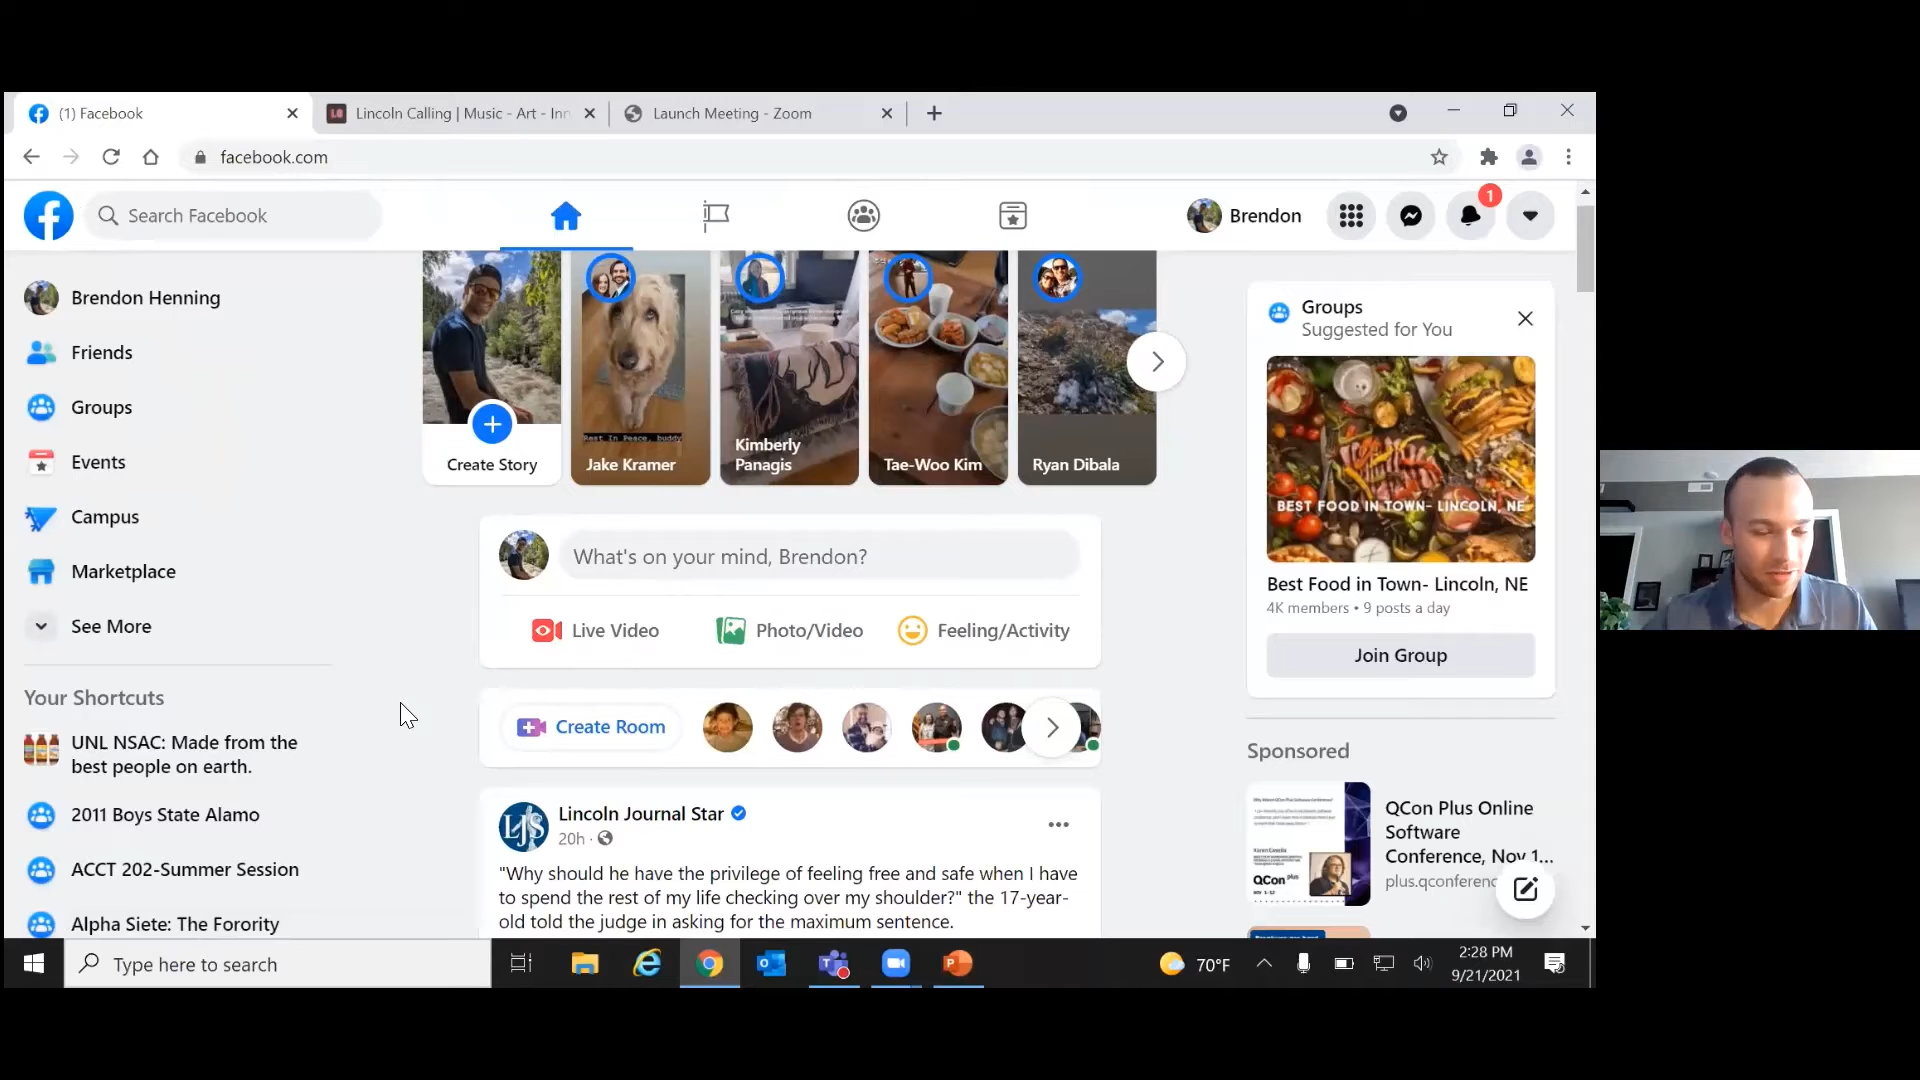 (1) Facebook
Lincoln Calling | Music - Art - Inn
Launch Meeting - Zoom
facebook.com
Search Facebook
Brendon
1
Brendon Henning
Friends
Groups
Events
Campus
Marketplace
See More
Your Shortcuts
UNL NSAC: Made from the
best people on earth.
2011 Boys State Alamo
ACCT 202-Summer Session
Alpha Siete: The Forority
Create Story
Rest In Peace, buddy
Jake Kramer
Kimberly
Panagis
Tae-Woo Kim
Ryan Dibala
What's on your mind, Brendon?
Live Video
Photo/Video
Feeling/Activity
Create Room
LJS
Lincoln Journal Star
20h ·
"Why should he have the privilege of feeling free and safe when I have
to spend the rest of my life checking over my shoulder?" the 17-year-
old told the judge in asking for the maximum sentence.
Groups
Suggested for You
BEST FOOD IN TOWN- LINCOLN, NE
Best Food in Town- Lincoln, NE
4K members • 9 posts a day
Join Group
Sponsored
QCon plus
QCon Plus Online
Software
Conference, Nov 1...
plus.qconferenc
Type here to search
70°F
2:28 PM
9/21/2021